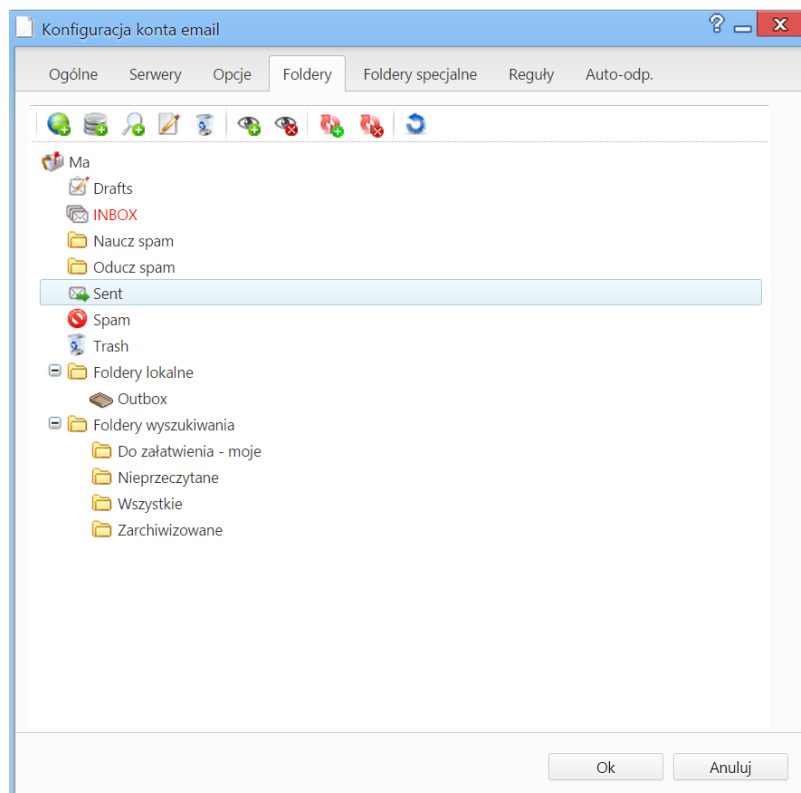 Konfiguracja konta email
Ogólne Serwery Opcje Foldery Foldery specjalne Reguły Auto-odp.
Ma
Drafts
INBOX
Naucz spam
Oducz spam
Sent
Spam
Trash
Foldery lokalne
Outbox
Foldery wyszukiwania
Do załatwienia - moje
Nieprzeczytane
Wszystkie
Zarchiwizowane
Ok Anuluj